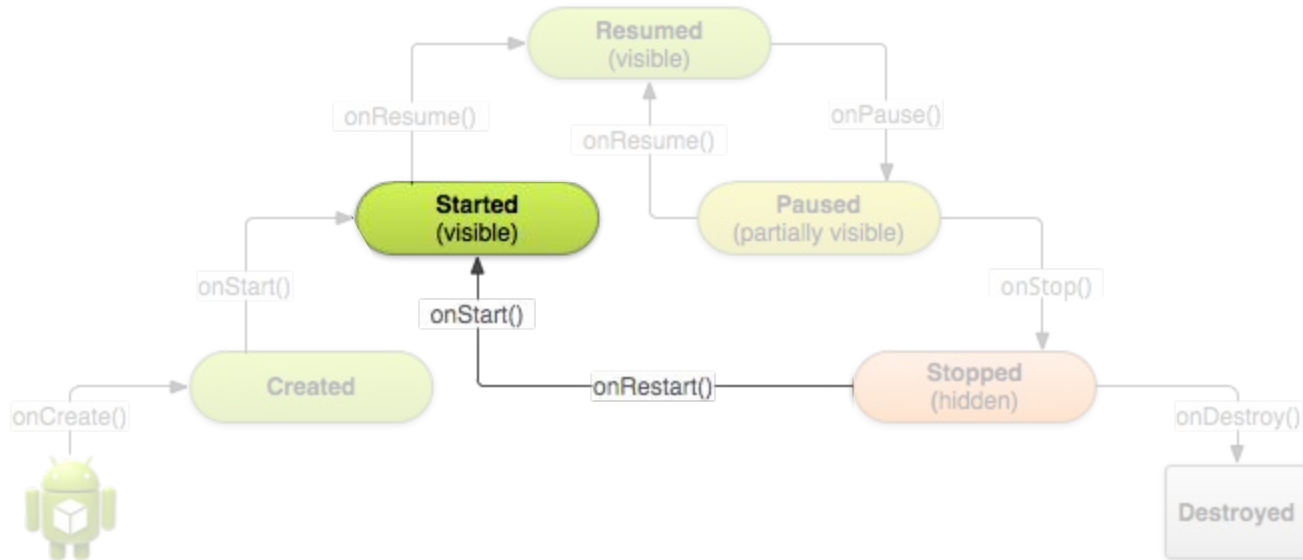 Resumed
(visible)
onResume()
onPause()
onResume()
Started
(visible)
Paused
(partially visible)
onStart()
onStop()
onStart()
Created
onRestart()
Stopped
(hidden)
onCreate()
onDestroy()
Destroyed